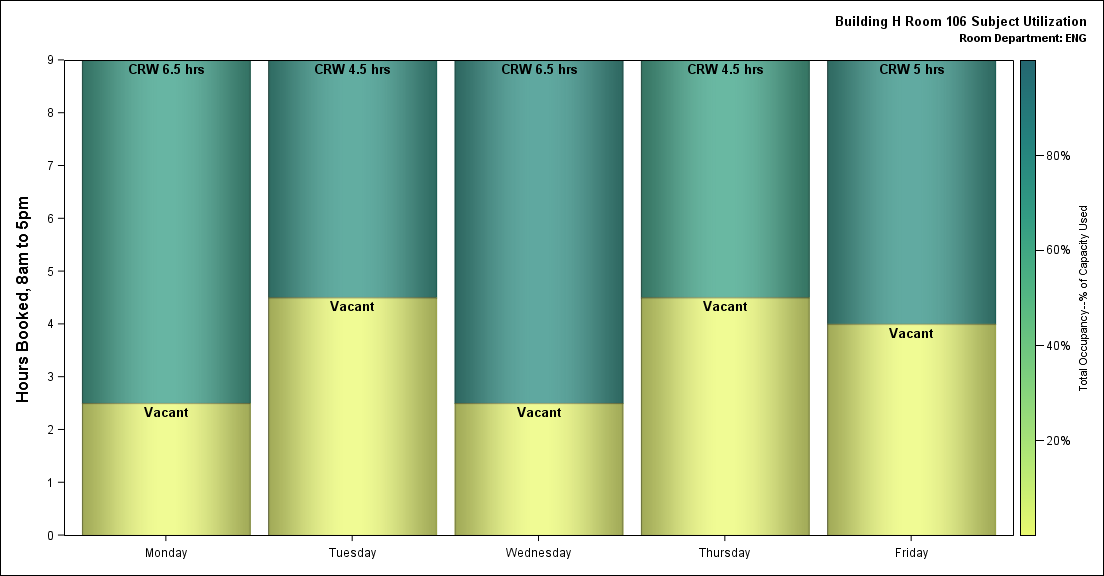 Building H Room 106 Subject Utilization
Room Department: ENG
Hours Booked, 8am to 5pm
9
8
7
6
5
4
3
2
1
0
CRW 6.5 hrs
CRW 4.5 hrs
CRW 6.5 hrs
CRW 4.5 hrs
CRW 5 hrs
Vacant
Vacant
Vacant
Vacant
Vacant
Monday
Tuesday
Wednesday
Thursday
Friday
80%
60%
40%
20%
Total Occupancy--% of Capacity Used